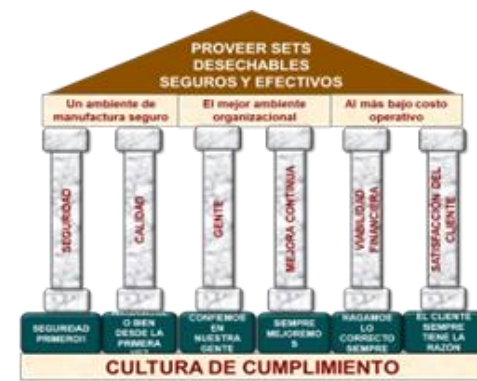 PROVEER SETS
DESECHABLES
SEGUROS Y EFECTIVOS
Un ambiente de
manufactura seguro
El mejor ambiente
organizacional
Al más bajo costo
operativo
SEGURIDAD
CALIDAD
GENTE
MEJORA CONTINUA
VIABILIDAD
FINANCIERA
SATISFACCIÓN DEL
CLIENTE
SEGURIDAD
PRIMERO!!
O BIEN
DESDE LA
PRIMERA
CONFIEMOS
EN
NUESTRA
GENTE
SIEMPRE
MEJOREMO
S
HAGAMOS
LO
CORRECTO
SIEMPRE
EL CLIENTE
SIEMPRE
TIENE LA
RAZÓN
CULTURA DE CUMPLIMIENTO